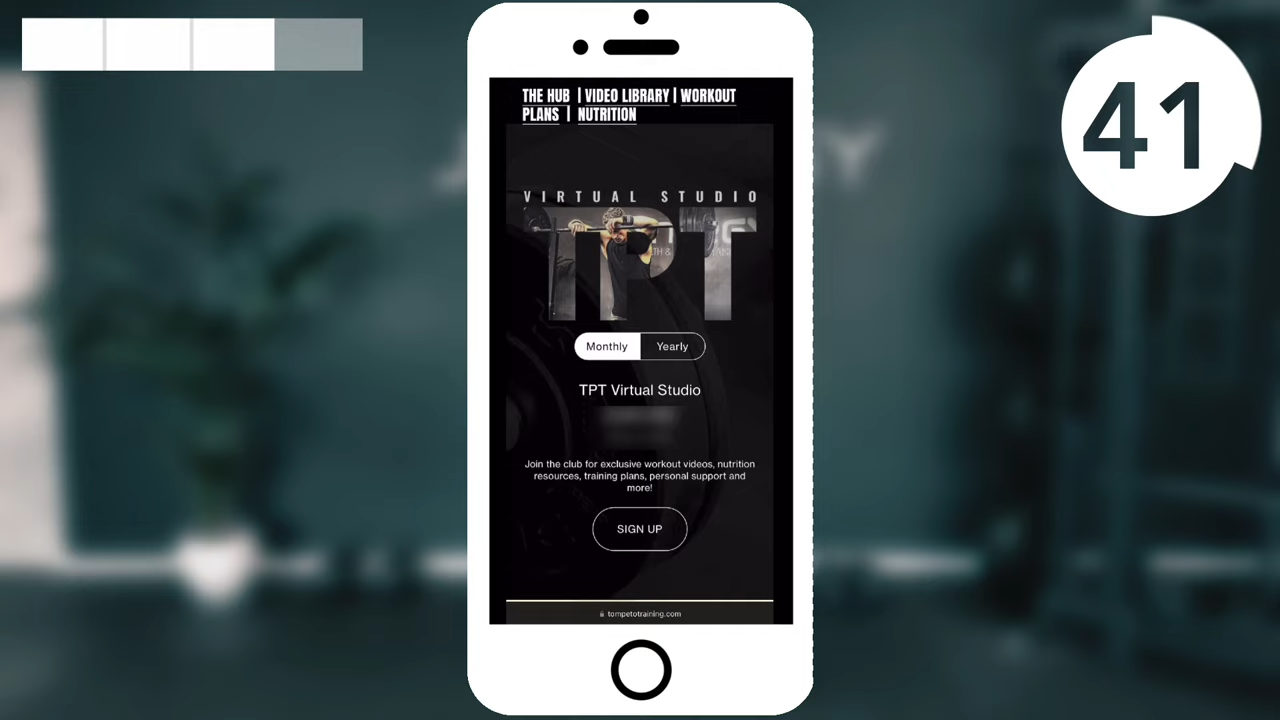 41
THE HUB | VIDEO LIBRARY | WORKOUT
PLANS | NUTRITION
VIRTUAL STUDIO
TPT
Monthly Yearly
TPT Virtual Studio
Join the club for exclusive workout videos, nutrition
resources, training plans, personal support and
more!
SIGN UP
tompetotraining.com